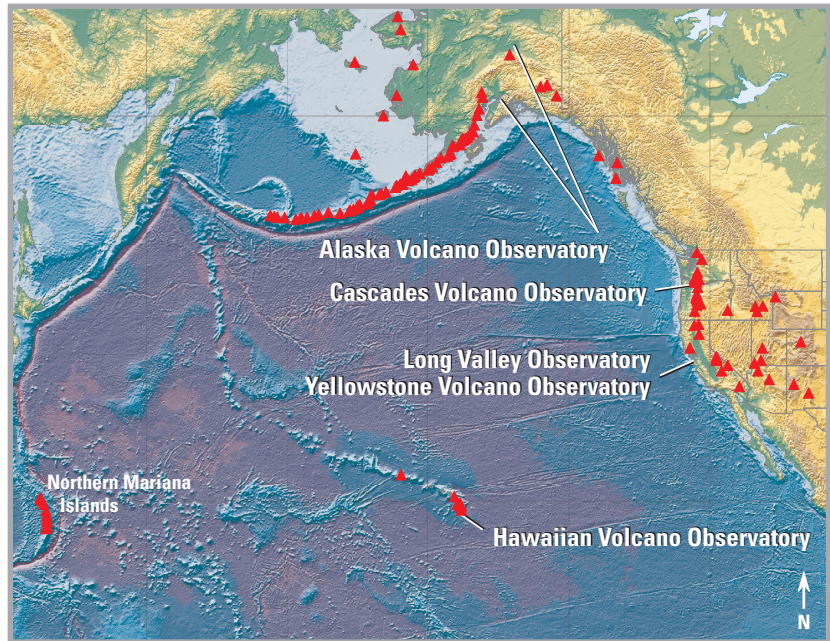 Alaska Volcano Observatory
Cascades Volcano Observatory
Long Valley Observatory
Yellowstone Volcano Observatory
Northern Mariana
Islands
Hawaiian Volcano Observatory
N